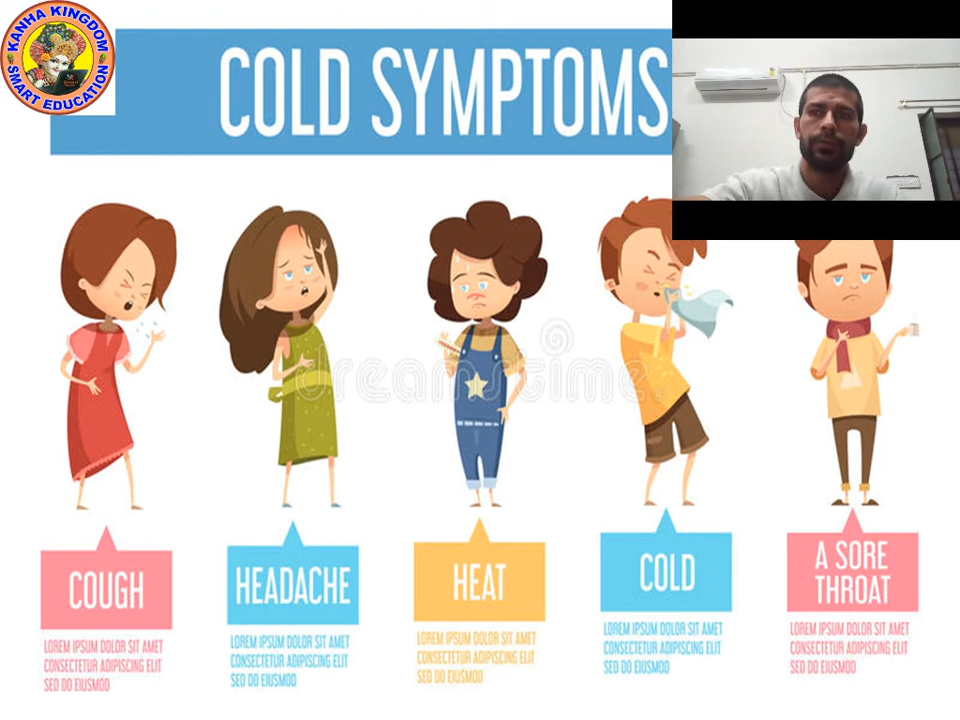 KANHA KINGDOM
SMART EDUCATION
COLD SYMPTOMS
dreamstime
COUGH
LOREM IPSUM DOLOR SIT AMET
CONSECTETUR ADIPISCING ELIT
SED DO EIUSMOD
HEADACHE
LOREM IPSUM DOLOR SIT AMET
CONSECTETUR ADIPISCING ELIT
SED DO EIUSMOD
HEAT
LOREM IPSUM DOLOR SIT AMET
CONSECTETUR ADIPISCING ELIT
SED DO EIUSMOD
COLD
LOREM IPSUM DOLOR SIT AMET
CONSECTETUR ADIPISCING ELIT
SED DO EIUSMOD
A SORE
THROAT
LOREM IPSUM DOLOR SIT AMET
CONSECTETUR ADIPISCING ELIT
SED DO EIUSMOD